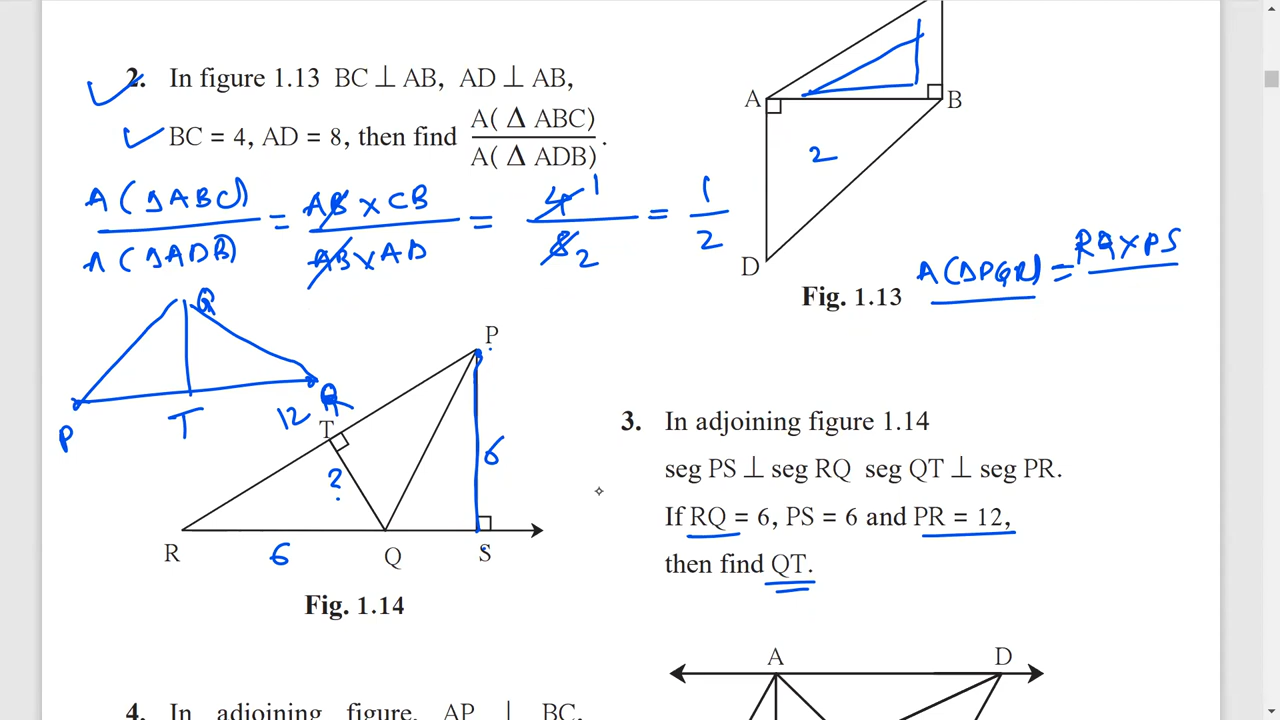 2. In figure 1.13 BC ⊥ AB, AD ⊥ AB,
BC = 4, AD = 8, then find A( Δ ABC) / A( Δ ADB) .
A(ΔABC) / A(ΔADB) = AB × CB / AB × AD = 4 1 / 8 2 = 1 / 2
A
B
2
D
Fig. 1.13
A(ΔPQR) = RQ × PS
Q
P
T
12
R
P
T
?
6
R
6
Q
S
Fig. 1.14
3. In adjoining figure 1.14
seg PS ⊥ seg RQ seg QT ⊥ seg PR.
If RQ = 6, PS = 6 and PR = 12,
then find QT.
A
D
4. In adjoining figure, AP ⊥ BC,